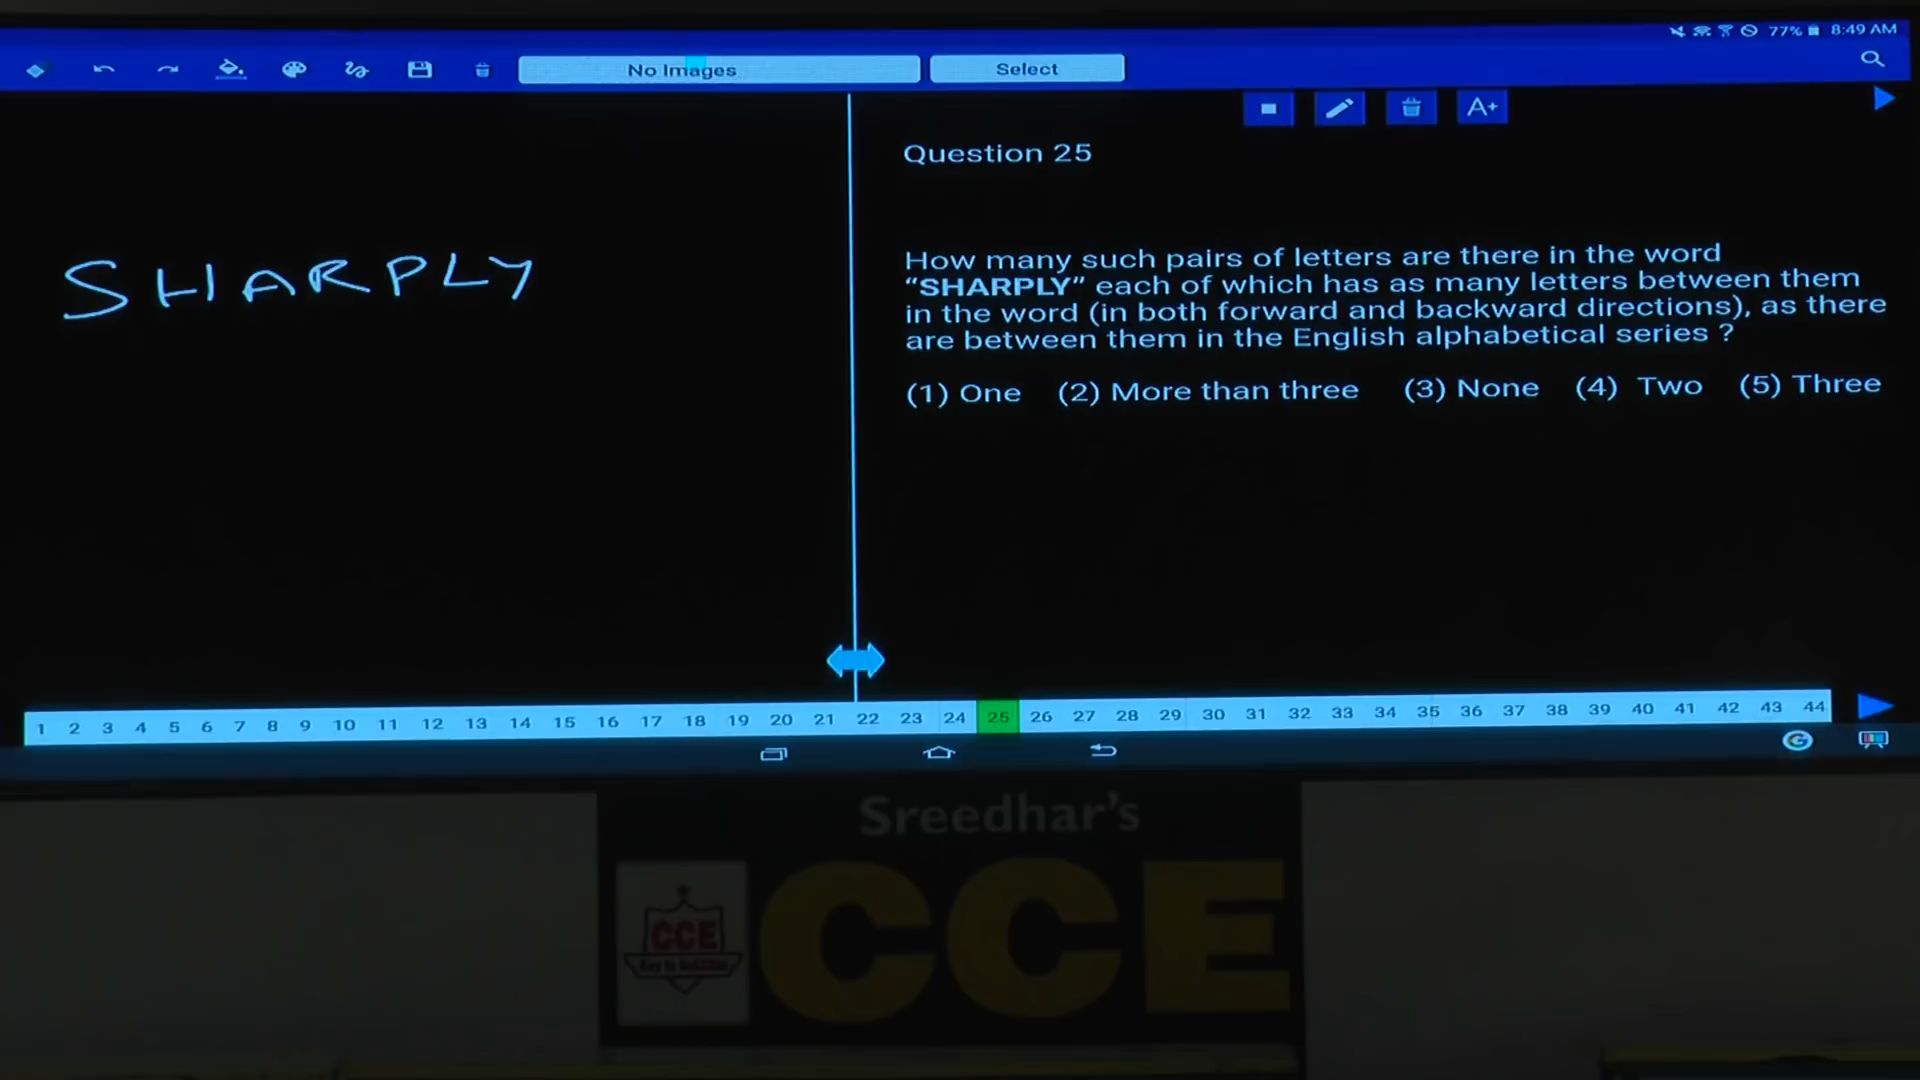 77% 8:49 AM
No Images Select
A+
Question 25
SHARPLY
How many such pairs of letters are there in the word
“SHARPLY” each of which has as many letters between them
in the word (in both forward and backward directions), as there
are between them in the English alphabetical series ?
(1) One (2) More than three (3) None (4) Two (5) Three
1 2 3 4 5 6 7 8 9 10 11 12 13 14 15 16 17 18 19 20 21 22 23 24 25 26 27 28 29 30 31 32 33 34 35 36 37 38 39 40 41 42 43 44
G
Sreedhar's
CCE
CCE
Key to Success